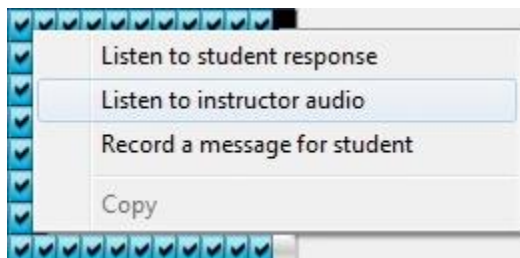 Listen to student response
Listen to instructor audio
Record a message for student
Copy